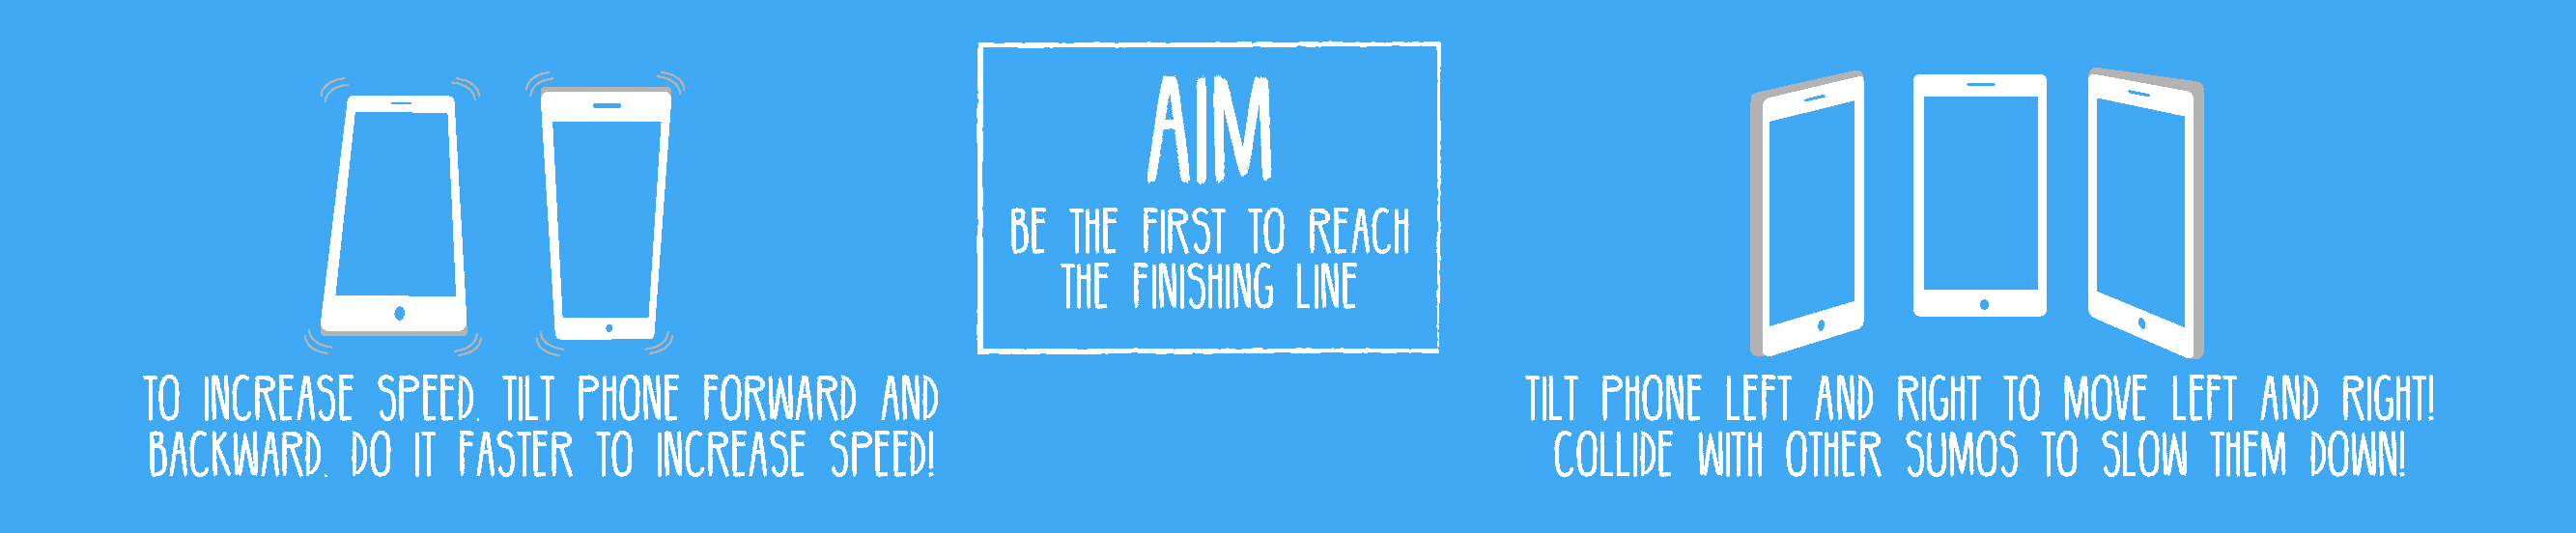 AIM
BE THE FIRST TO REACH
THE FINISHING LINE
TO INCREASE SPEED. TILT PHONE FORWARD AND
BACKWARD. DO IT FASTER TO INCREASE SPEED!
TILT PHONE LEFT AND RIGHT TO MOVE LEFT AND RIGHT!
COLLIDE WITH OTHER SUMOS TO SLOW THEM DOWN!